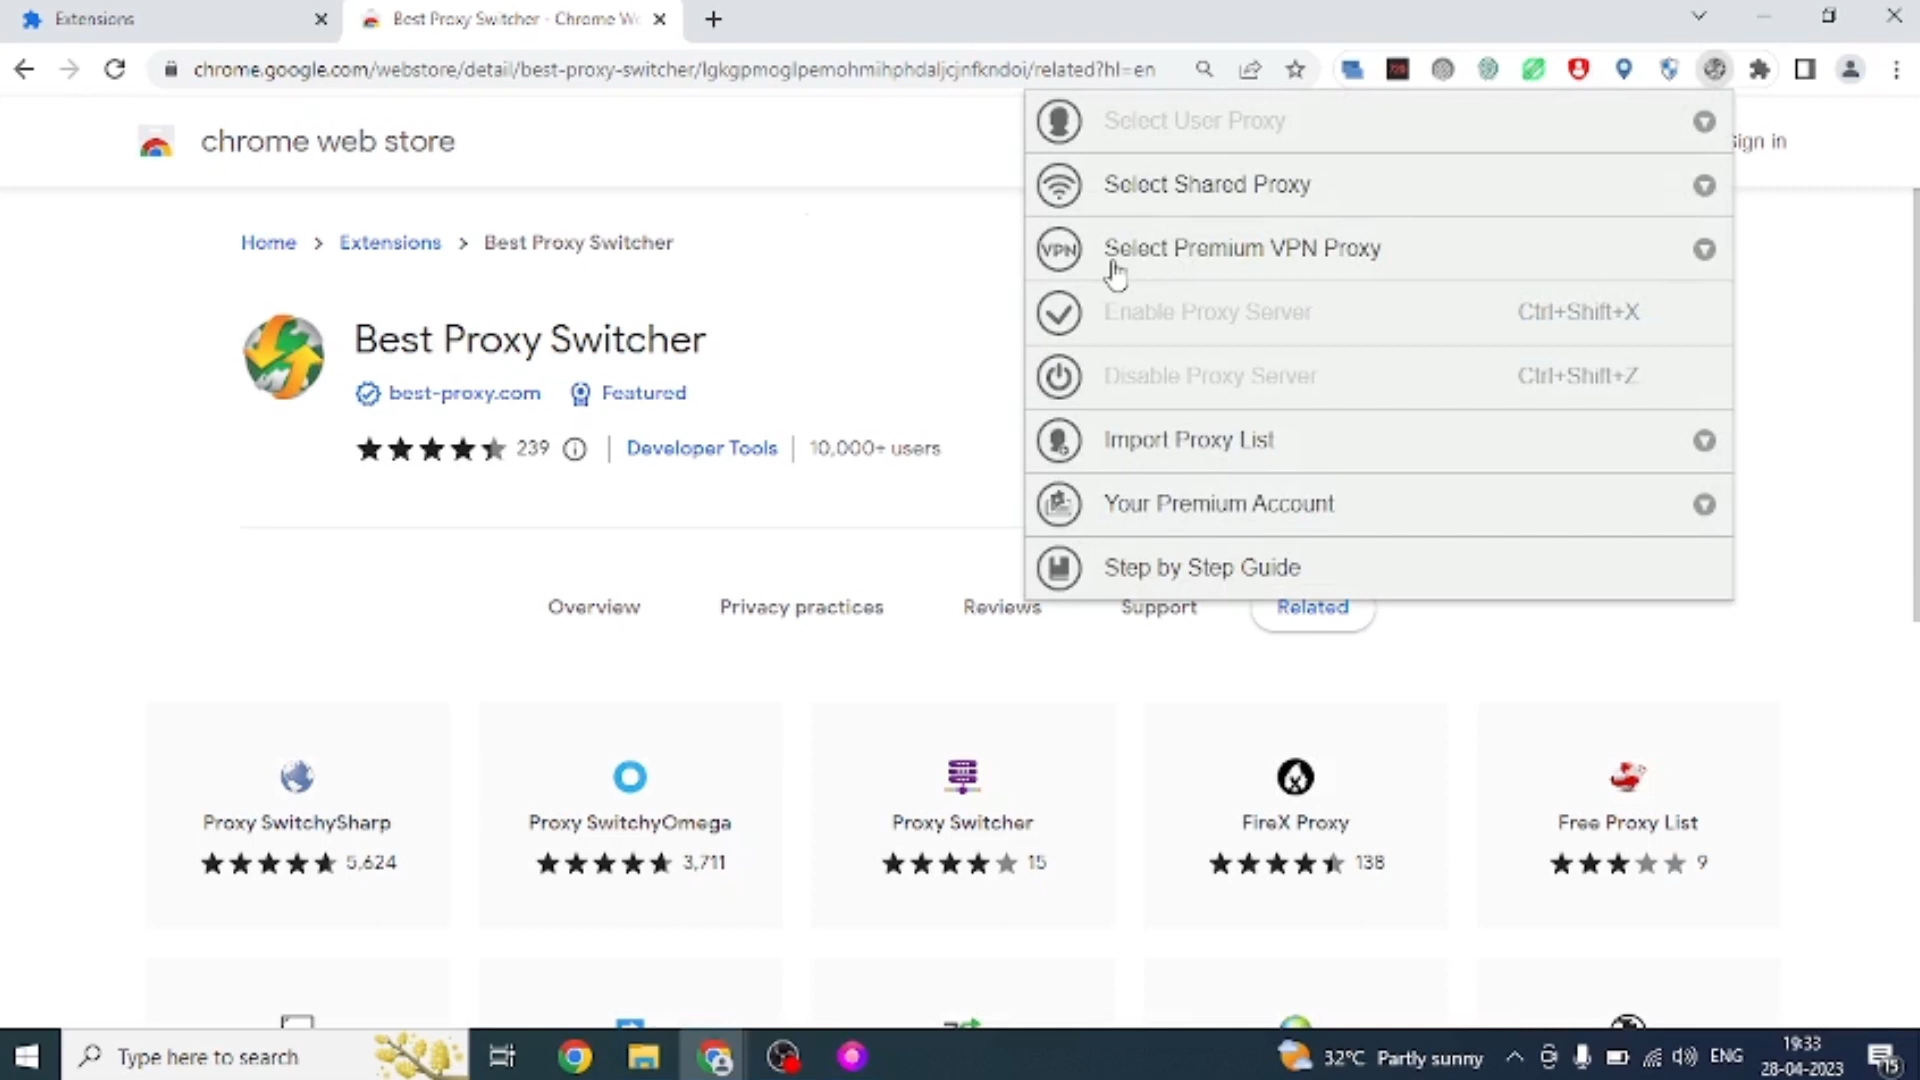 Extensions
Best Proxy Switcher - Chrome We
chrome.google.com/webstore/detail/best-proxy-switcher/lgkgpmoglpemohmihphdaljcjnfkndoi/related?hl=en
chrome web store
Sign in
Select User Proxy
Select Shared Proxy
VPN Select Premium VPN Proxy
Enable Proxy Server Ctrl+Shift+X
Disable Proxy Server Ctrl+Shift+Z
Import Proxy List
Your Premium Account
Step by Step Guide
Home > Extensions > Best Proxy Switcher
Best Proxy Switcher
best-proxy.com Featured
239 Developer Tools 10,000+ users
Overview Privacy practices Reviews Support Related
Proxy SwitchySharp
5,624
Proxy SwitchyOmega
3,711
Proxy Switcher
15
FireX Proxy
138
Free Proxy List
9
Type here to search
32°C Partly sunny
ENG
19:33
28-04-2023
15